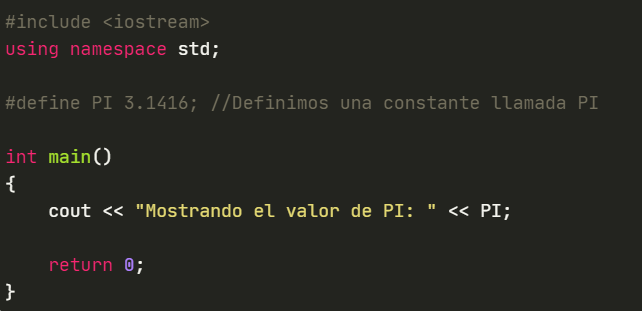 #include <iostream>
using namespace std;
#define PI 3.1416; //Definimos una constante llamada PI
int main()
{
    cout << "Mostrando el valor de PI: " << PI;
    return 0;
}